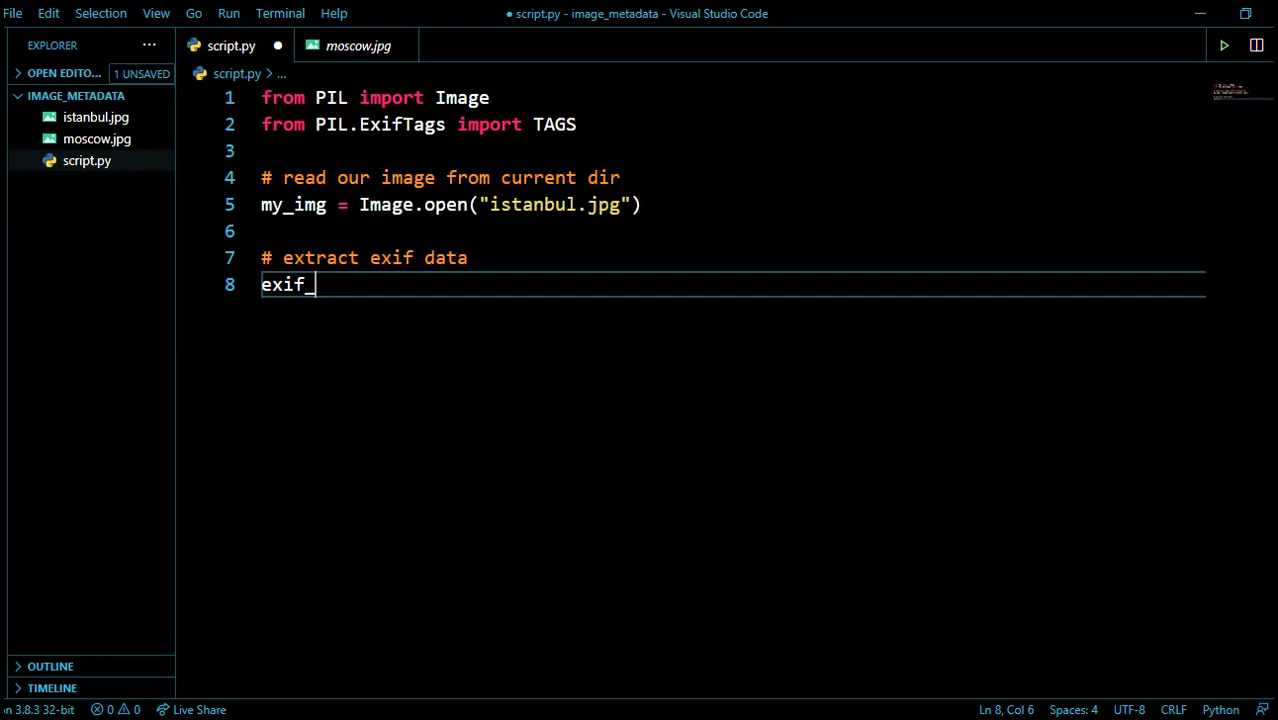 File Edit Selection View Go Run Terminal Help
● script.py - image_metadata - Visual Studio Code
EXPLORER ...
OPEN EDITO... 1 UNSAVED
IMAGE_METADATA
istanbul.jpg
moscow.jpg
script.py
OUTLINE
TIMELINE
script.py ● moscow.jpg
script.py > ...
1 from PIL import Image
2 from PIL.ExifTags import TAGS
3
4 # read our image from current dir
5 my_img = Image.open("istanbul.jpg")
6
7 # extract exif data
8 exif_
on 3.8.3 32-bit 0 0 Live Share Ln 8, Col 6 Spaces: 4 UTF-8 CRLF Python